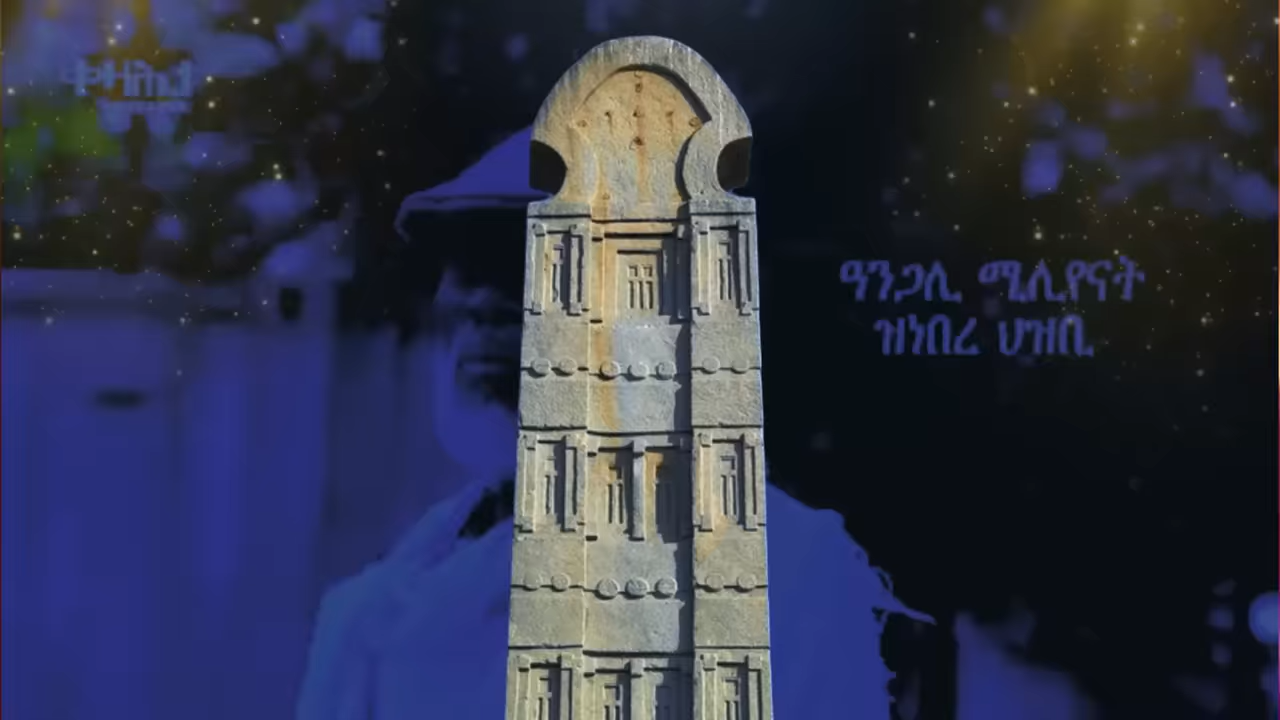 ዓንጋሊ ሚሊየናት
ዝነበረ ህዝቢ